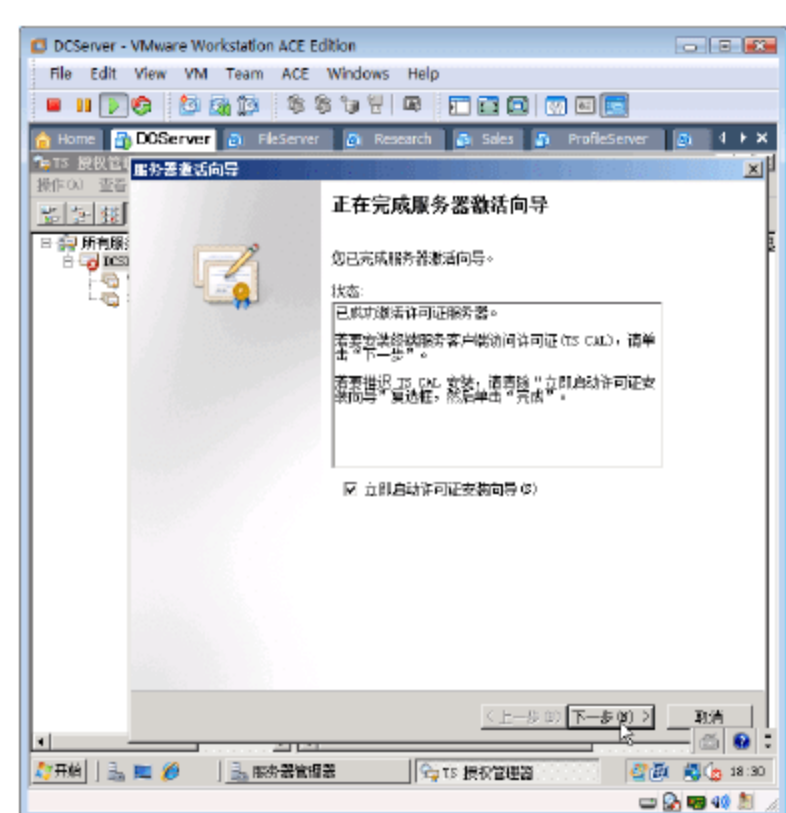 DCServer - VMware Workstation ACE Edition
File Edit View VM Team ACE Windows Help
Home DCServer FileServer Research Sales ProfileServer
TS 授权管
服务器激活向导
操作(A) 查看
正在完成服务器激活向导
所有服
您已完成服务器激活向导。
状态:
已成功激活许可证服务器。
若要安装终端服务客户端访问许可证(TS CAL)，请单
击“下一步”。
若要推迟 TS CAL 安装，请清除“立即启动许可证安
装向导”复选框，然后单击“完成”。
立即启动许可证安装向导(S)
<上一步(B) 下一步(N) > 取消
开始 服务器管理器 TS 授权管理器 18:30